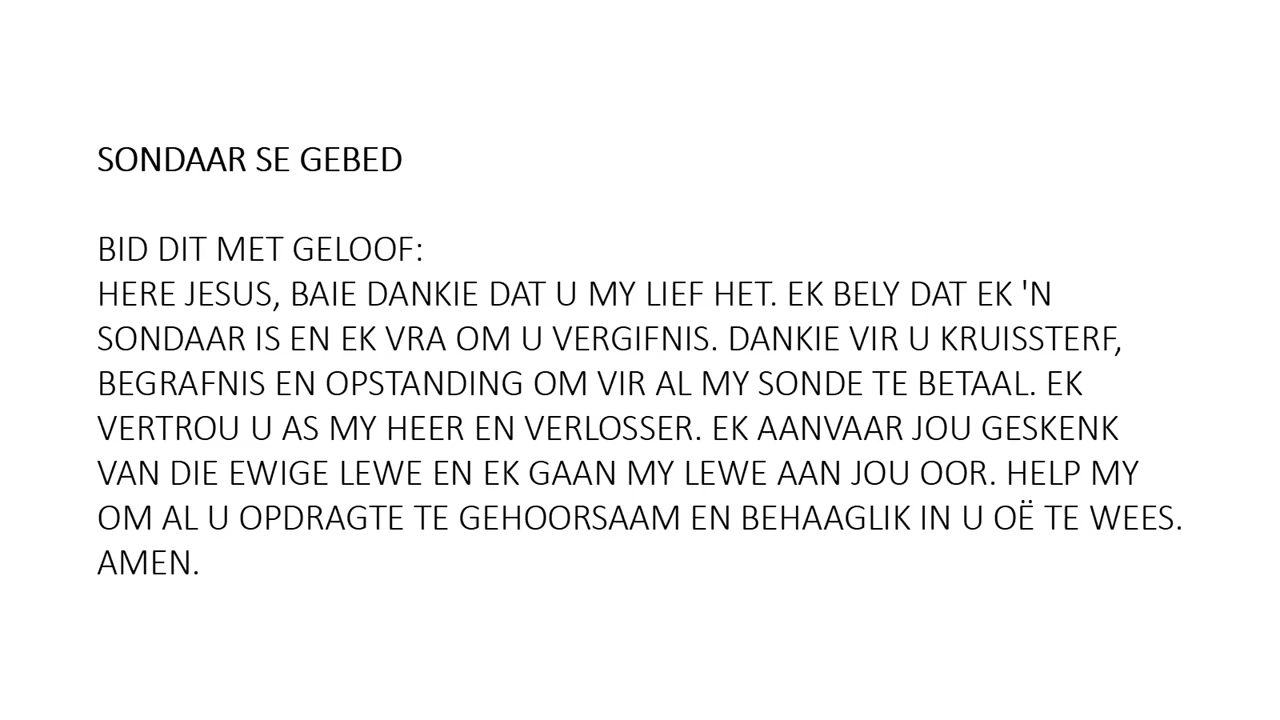 SONDAAR SE GEBED
BID DIT MET GELOOF:
HERE JESUS, BAIE DANKIE DAT U MY LIEF HET. EK BELY DAT EK 'N
SONDAAR IS EN EK VRA OM U VERGIFNIS. DANKIE VIR U KRUISSTERF,
BEGRAFNIS EN OPSTANDING OM VIR AL MY SONDE TE BETAAL. EK
VERTROU U AS MY HEER EN VERLOSSER. EK AANVAAR JOU GESKENK
VAN DIE EWIGE LEWE EN EK GAAN MY LEWE AAN JOU OOR. HELP MY
OM AL U OPDRAGTE TE GEHOORSAAM EN BEHAAGLIK IN U OË TE WEES.
AMEN.